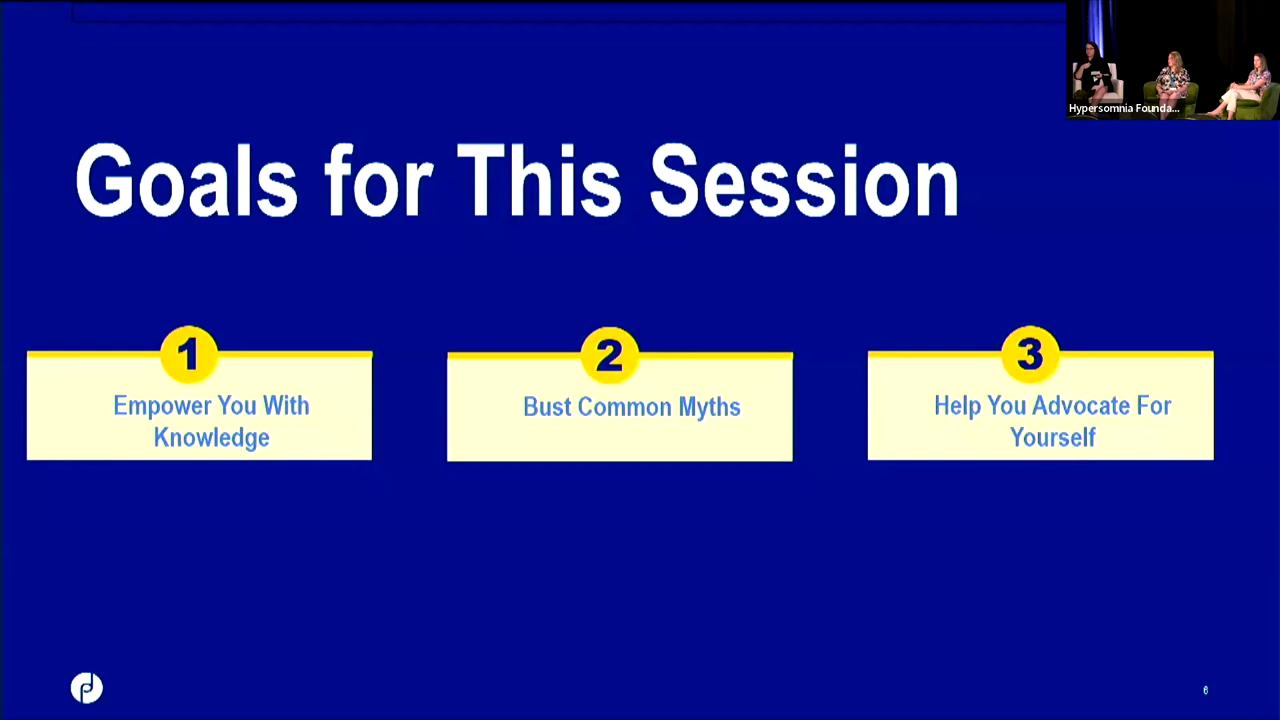 Hypersomnia Founda...
Goals for This Session
1
Empower You With
Knowledge
2
Bust Common Myths
3
Help You Advocate For
Yourself
6